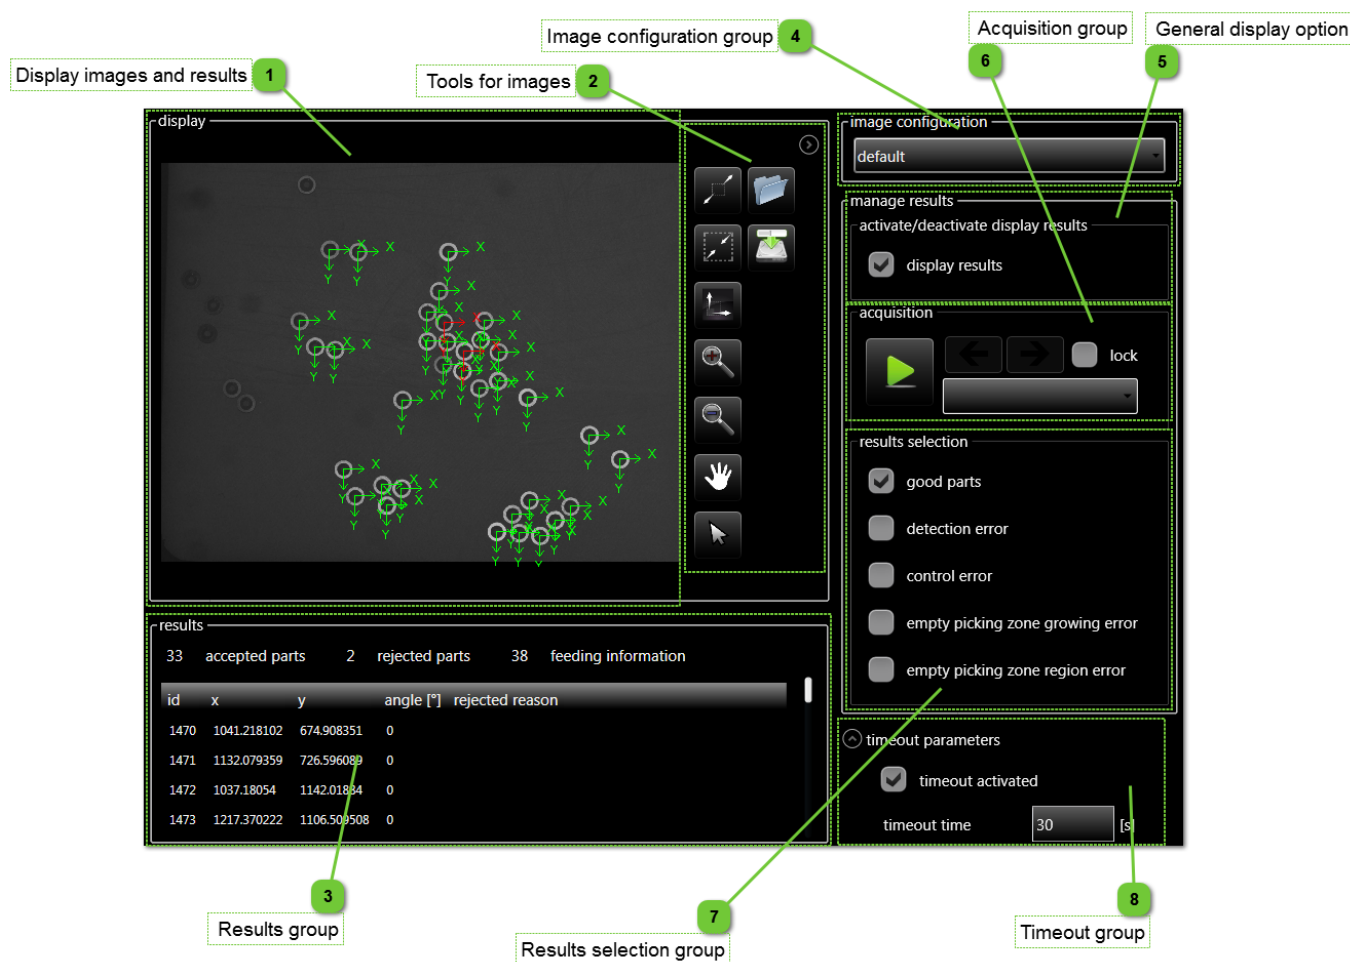 Image configuration group 4
Acquisition group
6
General display option
5
Display images and results 1
Tools for images 2
display
X X X
Y Y Y
X
X X
Y
X X
Y Y
X
Y
X
Y
X
Y
X
Y Y Y
X X X
Y Y Y
image configuration
default
manage results
activate/deactivate display results
display results
acquisition
lock
results selection
good parts
detection error
control error
empty picking zone growing error
empty picking zone region error
timeout parameters
timeout activated
timeout time 30 [s]
results
33 accepted parts 2 rejected parts 38 feeding information
id x y angle [°] rejected reason
1470 1041.218102 674.908351 0
1471 1132.079359 726.596089 0
1472 1037.18054 1142.01884 0
1473 1217.370222 1106.509508 0
3
Results group
7
Results selection group
8
Timeout group